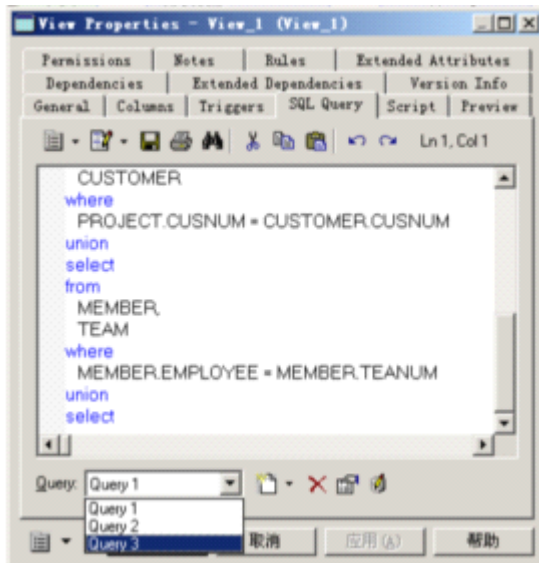 View Properties - View_1 (View_1)
Permissions Notes Rules Extended Attributes
Dependencies Extended Dependencies Version Info
General Columns Triggers SQL Query Script Preview
Ln 1, Col 1
CUSTOMER
where
PROJECT.CUSNUM = CUSTOMER.CUSNUM
union
select
from
MEMBER,
TEAM
where
MEMBER.EMPLOYEE = MEMBER.TEANUM
union
select
Query: Query 1
Query 1
Query 2
Query 3
取消 应用(A) 帮助